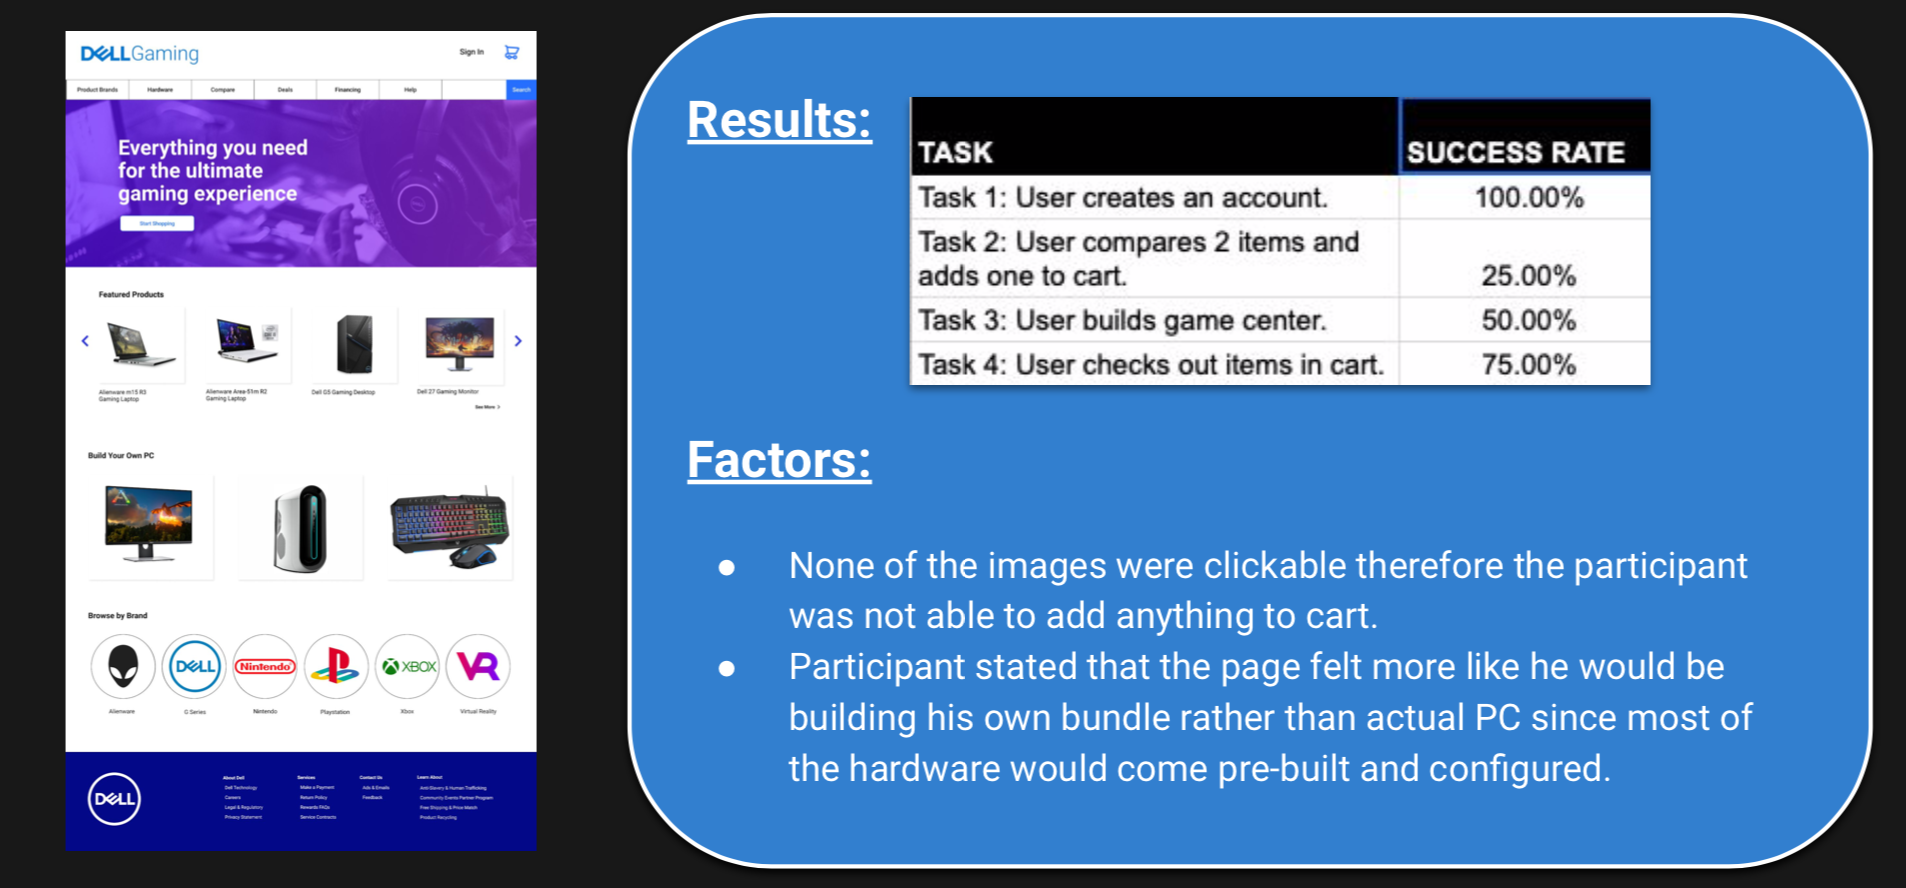 DELLGaming
Sign In
Product Brands
Hardware
Compare
Deals
Financing
Help
Search
Everything you need
for the ultimate
gaming experience
Start Shopping
Featured Products
Alienware m15 R3
Gaming Laptop
Alienware Area-51m R2
Gaming Laptop
Dell G5 Gaming Desktop
Dell 27 Gaming Monitor
See More >
Build Your Own PC
Browse by Brand
DELL
Nintendo
XBOX
VR
Alienware
G Series
Nintendo
Playstation
Xbox
Virtual Reality
DELL
About Dell
Dell Technology
Careers
Legal & Regulatory
Privacy Statement
Services
Make a Payment
Return Policy
Rewards FAQs
Service Contracts
Contact Us
Ads & Emails
Feedback
Learn About
Anti-Slavery & Human Trafficking
Community Events Partner Program
Free Shipping & Price Match
Product Recycling
Results:
TASK SUCCESS RATE
Task 1: User creates an account. 100.00%
Task 2: User compares 2 items and
adds one to cart. 25.00%
Task 3: User builds game center. 50.00%
Task 4: User checks out items in cart. 75.00%
Factors:
● None of the images were clickable therefore the participant
was not able to add anything to cart.
● Participant stated that the page felt more like he would be
building his own bundle rather than actual PC since most of
the hardware would come pre-built and configured.